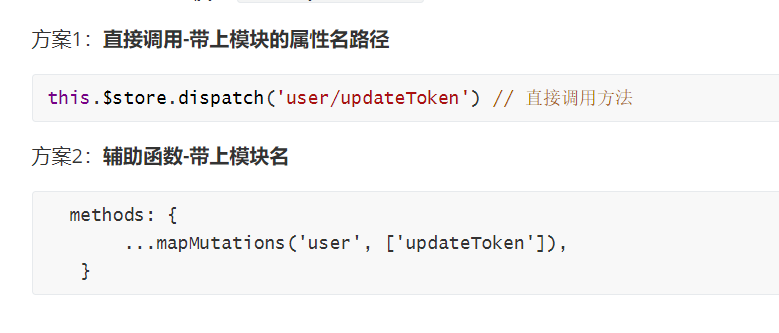 方案1：直接调用-带上模块的属性名路径
this.$store.dispatch('user/updateToken') // 直接调用方法
方案2：辅助函数-带上模块名
methods: {
...mapMutations('user', ['updateToken']),
}